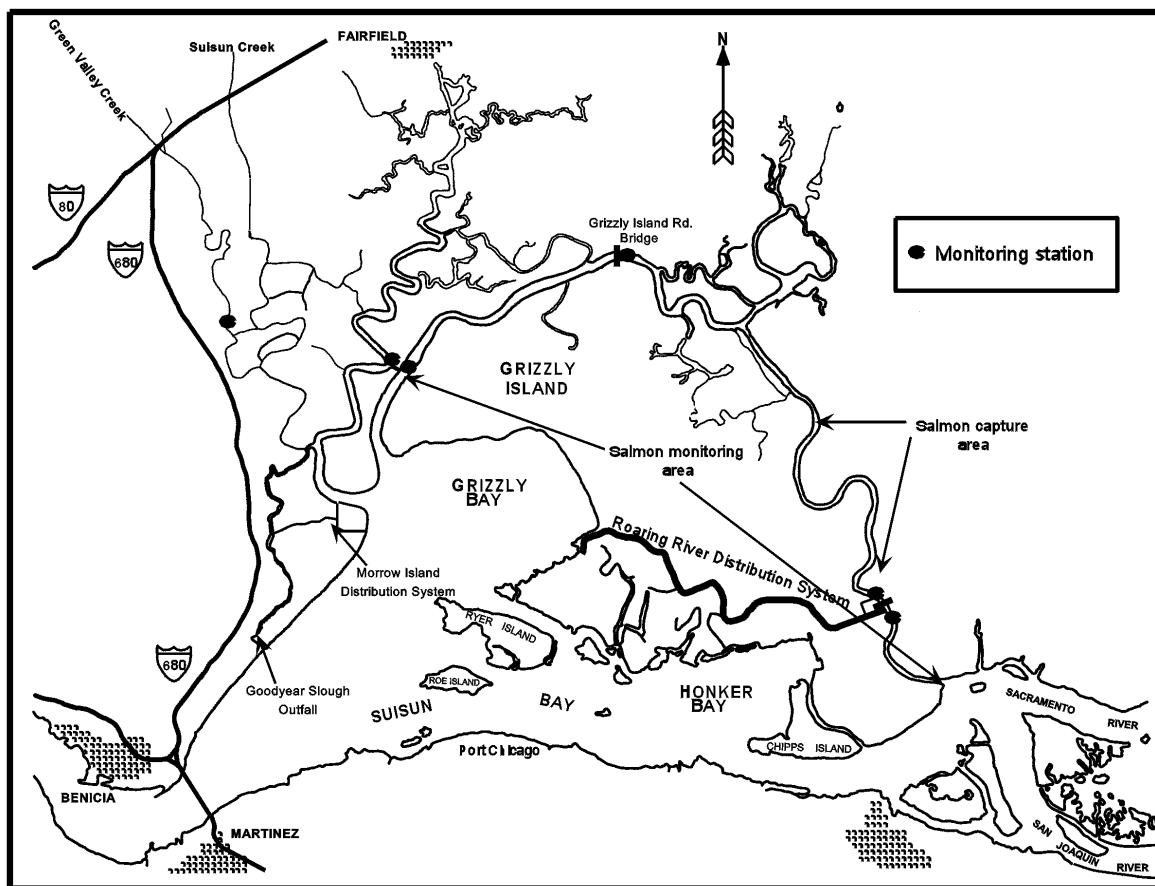 FAIRFIELD
Suisun Creek
Green Valley Creek
N
80
680
Grizzly Island Rd.
Bridge
Monitoring station
GRIZZLY
ISLAND
Salmon capture
area
Salmon monitoring
area
GRIZZLY
BAY
Roaring River Distribution System
Morrow Island
Distribution System
RYER ISLAND
680
ROE ISLAND
Goodyear Slough
Outfall
SUISUN
BAY
HONKER
BAY
SACRAMENTO
RIVER
Port Chicago
CHIPPS ISLAND
BENICIA
MARTINEZ
SAN
JOAQUIN
RIVER